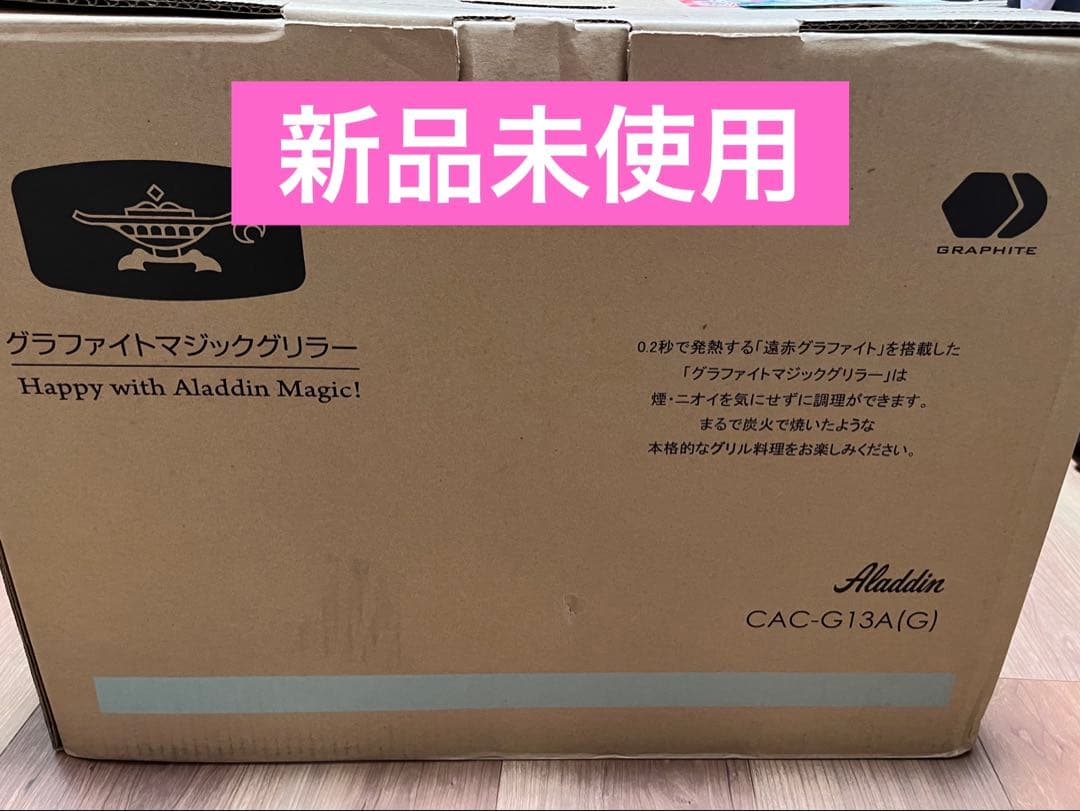 新品未使用
GRAPHITE
グラファイトマジックグリラー
Happy with Aladdin Magic!
0.2秒で発熱する「遠赤グラファイト」を搭載した
「グラファイトマジックグリラー」は
煙・ニオイを気にせずに調理ができます。
まるで炭火で焼いたような
本格的なグリル料理をお楽しみください。
Aladdin
CAC-G13A(G)